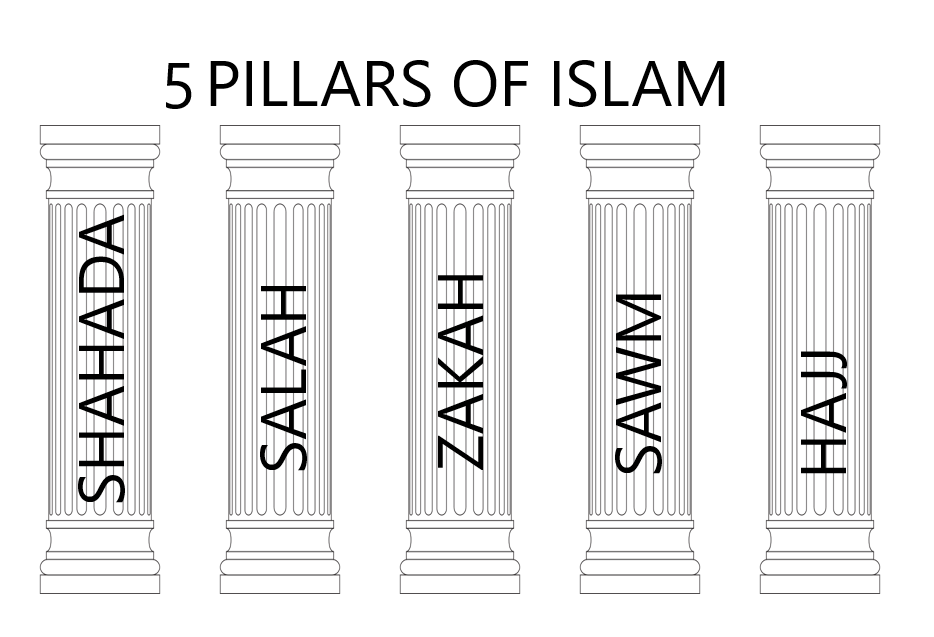 5 PILLARS OF ISLAM
SHAHADA
SALAH
ZAKAH
SAWM
HAJJ